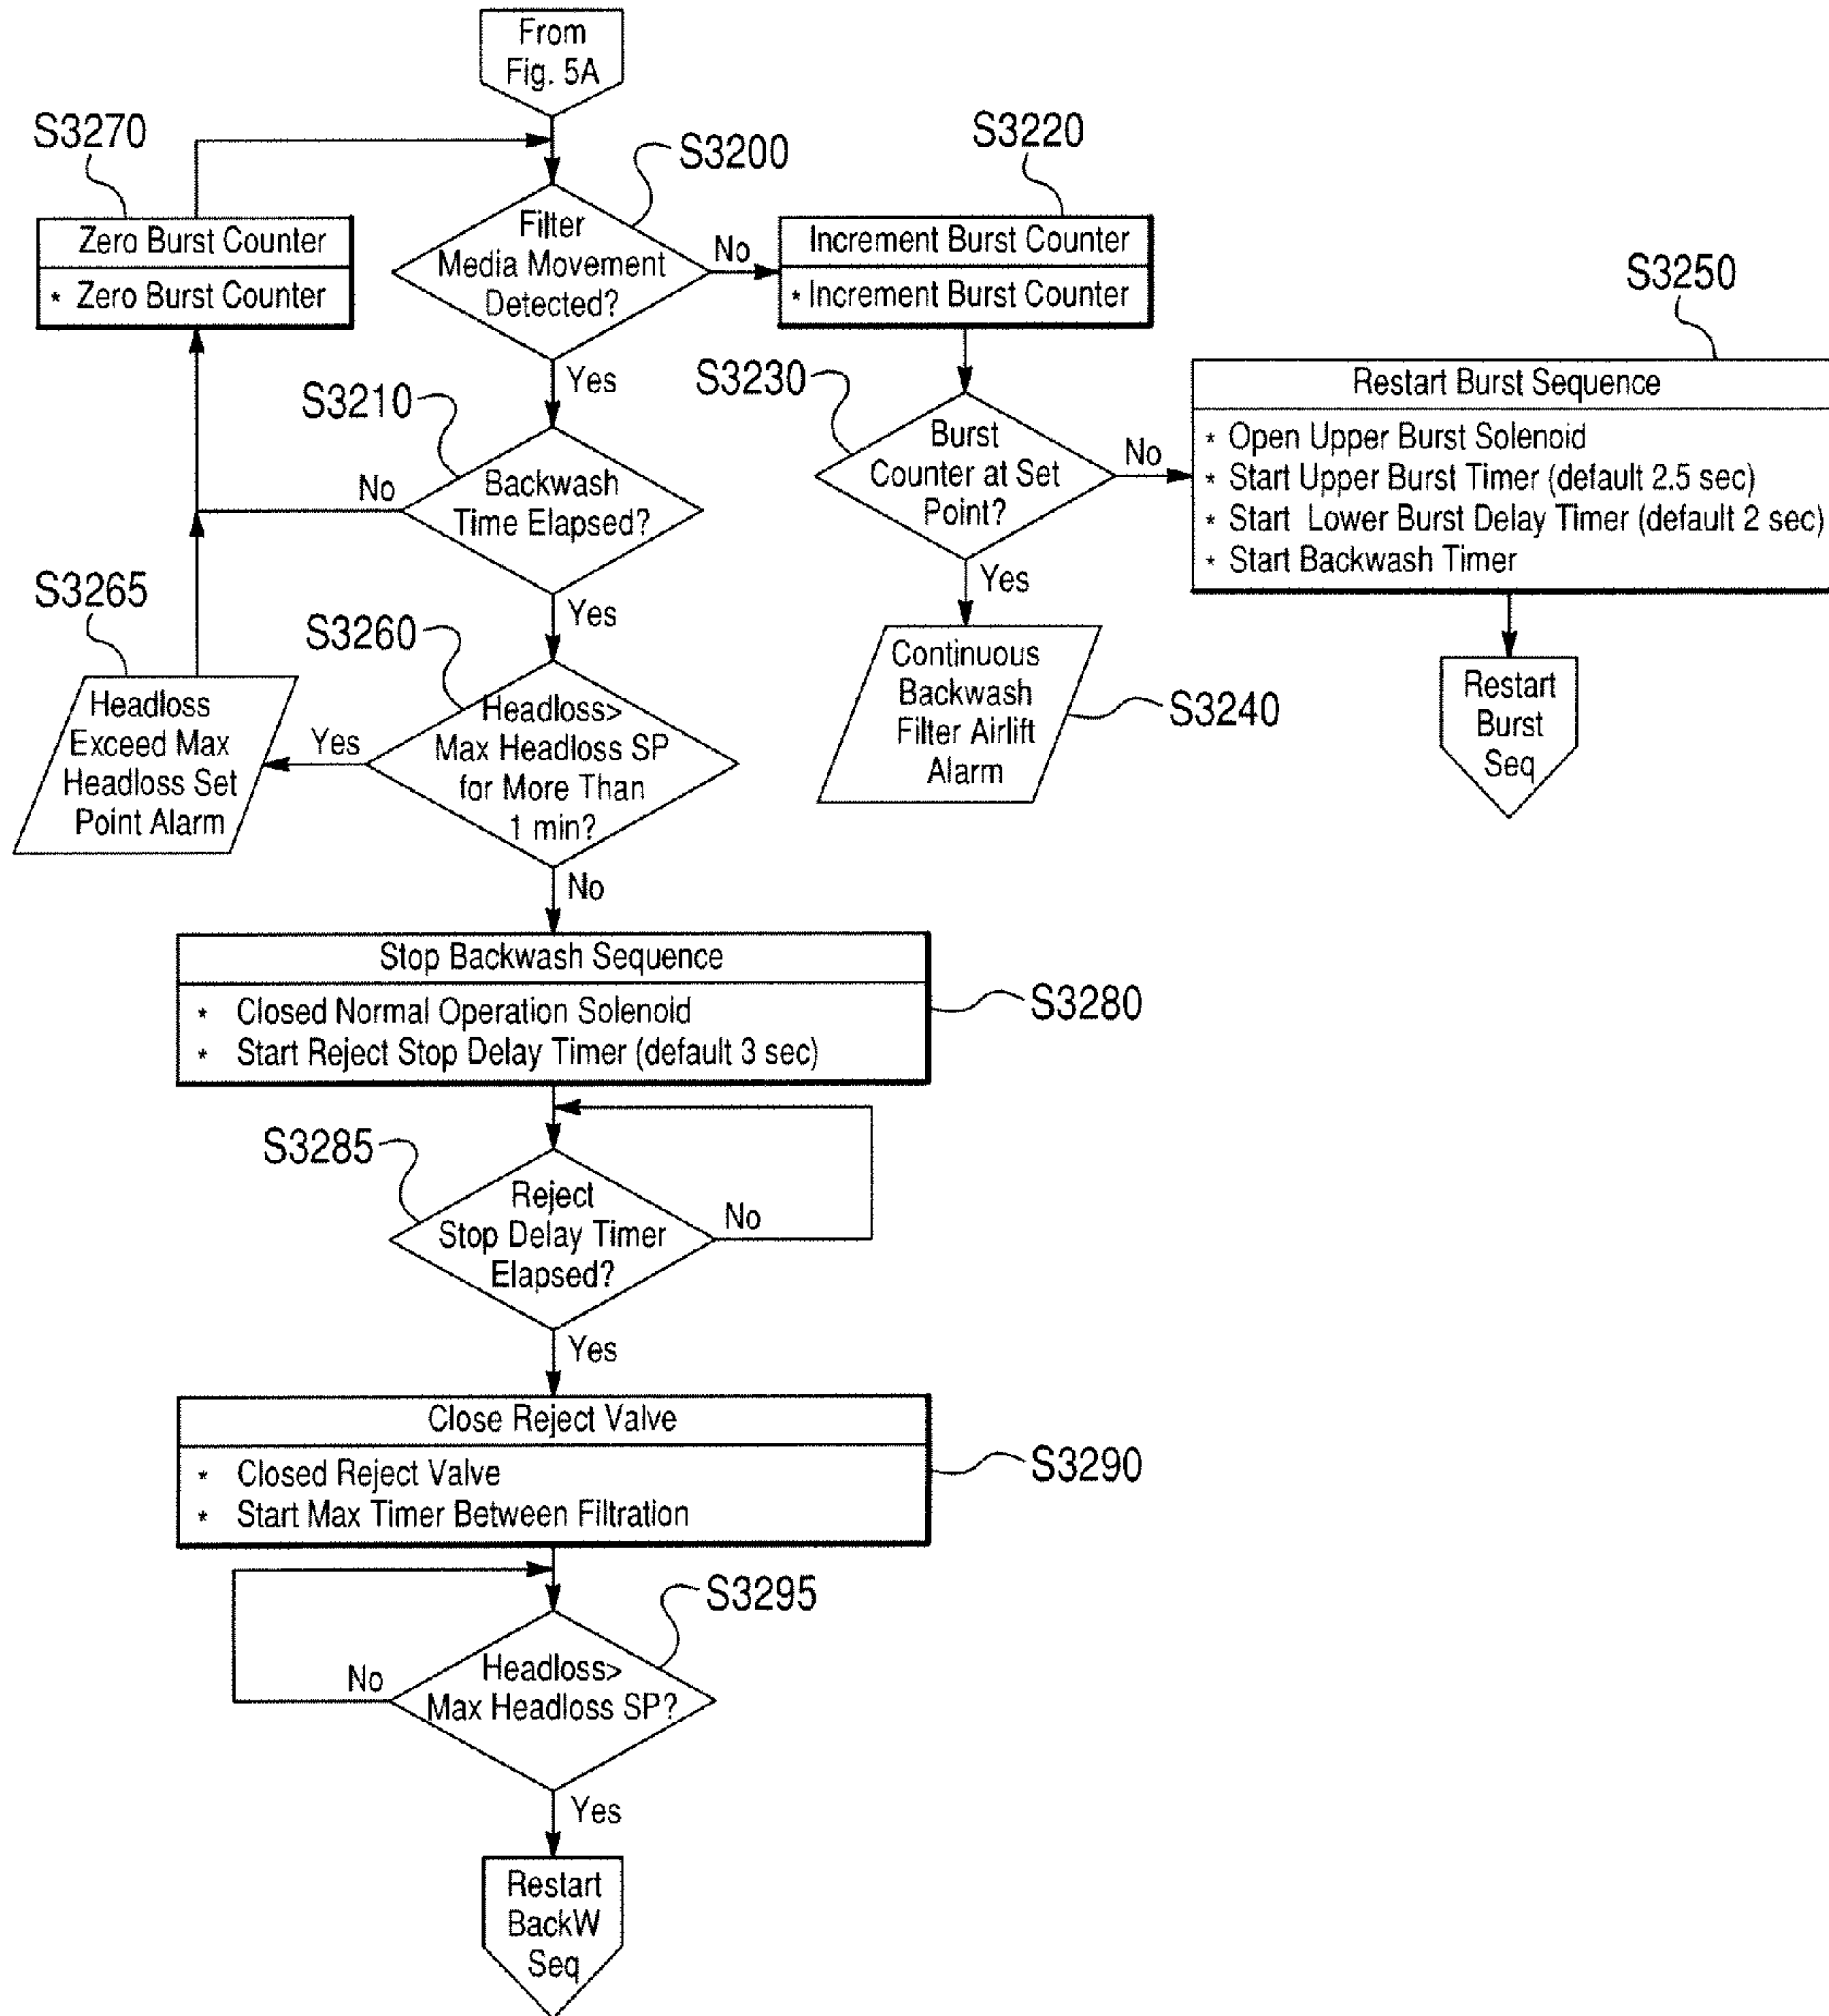 From
Fig. 5A
S3270
S3200
S3220
Zero Burst Counter
* Zero Burst Counter
Filter
Media Movement
Detected?
No
Increment Burst Counter
* Increment Burst Counter
S3250
Yes
S3210
S3230
Restart Burst Sequence
* Open Upper Burst Solenoid
* Start Upper Burst Timer (default 2.5 sec)
* Start Lower Burst Delay Timer (default 2 sec)
* Start Backwash Timer
Backwash
Time Elapsed?
No
Burst
Counter at Set
Point?
No
Yes
Yes
S3265
S3260
Headloss
Exceed Max
Headloss Set
Point Alarm
Yes
Headloss>
Max Headloss SP
for More Than
1 min?
Continuous
Backwash
Filter Airlift
Alarm
S3240
Restart
Burst
Seq
No
Stop Backwash Sequence
* Closed Normal Operation Solenoid
* Start Reject Stop Delay Timer (default 3 sec)
S3280
S3285
Reject
Stop Delay Timer
Elapsed?
No
Yes
Close Reject Valve
* Closed Reject Valve
* Start Max Timer Between Filtration
S3290
S3295
No
Headloss>
Max Headloss SP?
Yes
Restart
BackW
Seq